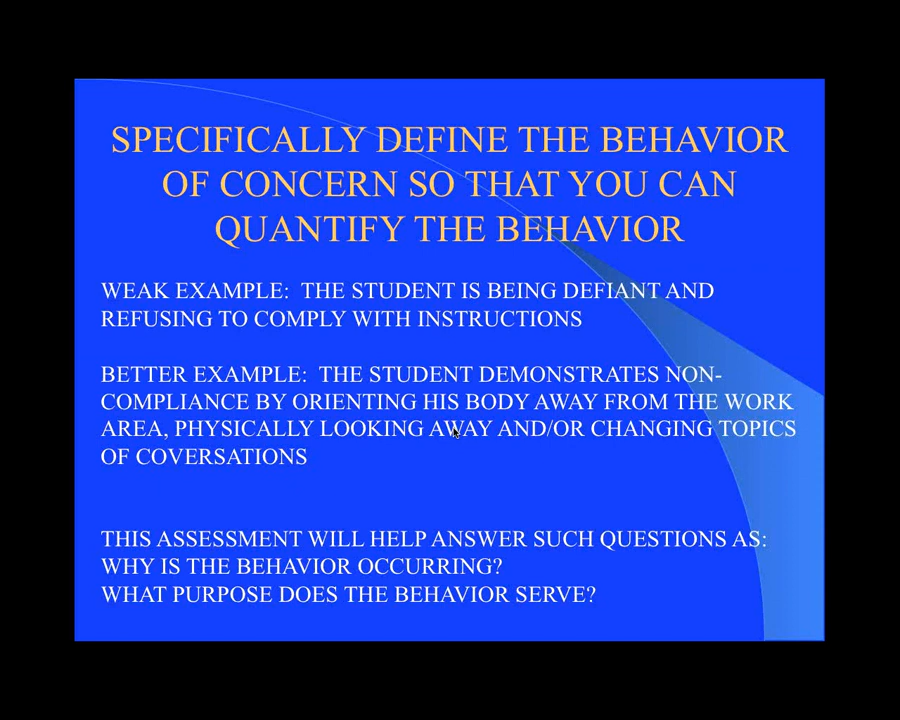 SPECIFICALLY DEFINE THE BEHAVIOR
OF CONCERN SO THAT YOU CAN
QUANTIFY THE BEHAVIOR
WEAK EXAMPLE: THE STUDENT IS BEING DEFIANT AND
REFUSING TO COMPLY WITH INSTRUCTIONS
BETTER EXAMPLE: THE STUDENT DEMONSTRATES NON-
COMPLIANCE BY ORIENTING HIS BODY AWAY FROM THE WORK
AREA, PHYSICALLY LOOKING AWAY AND/OR CHANGING TOPICS
OF COVERSATIONS
THIS ASSESSMENT WILL HELP ANSWER SUCH QUESTIONS AS:
WHY IS THE BEHAVIOR OCCURRING?
WHAT PURPOSE DOES THE BEHAVIOR SERVE?